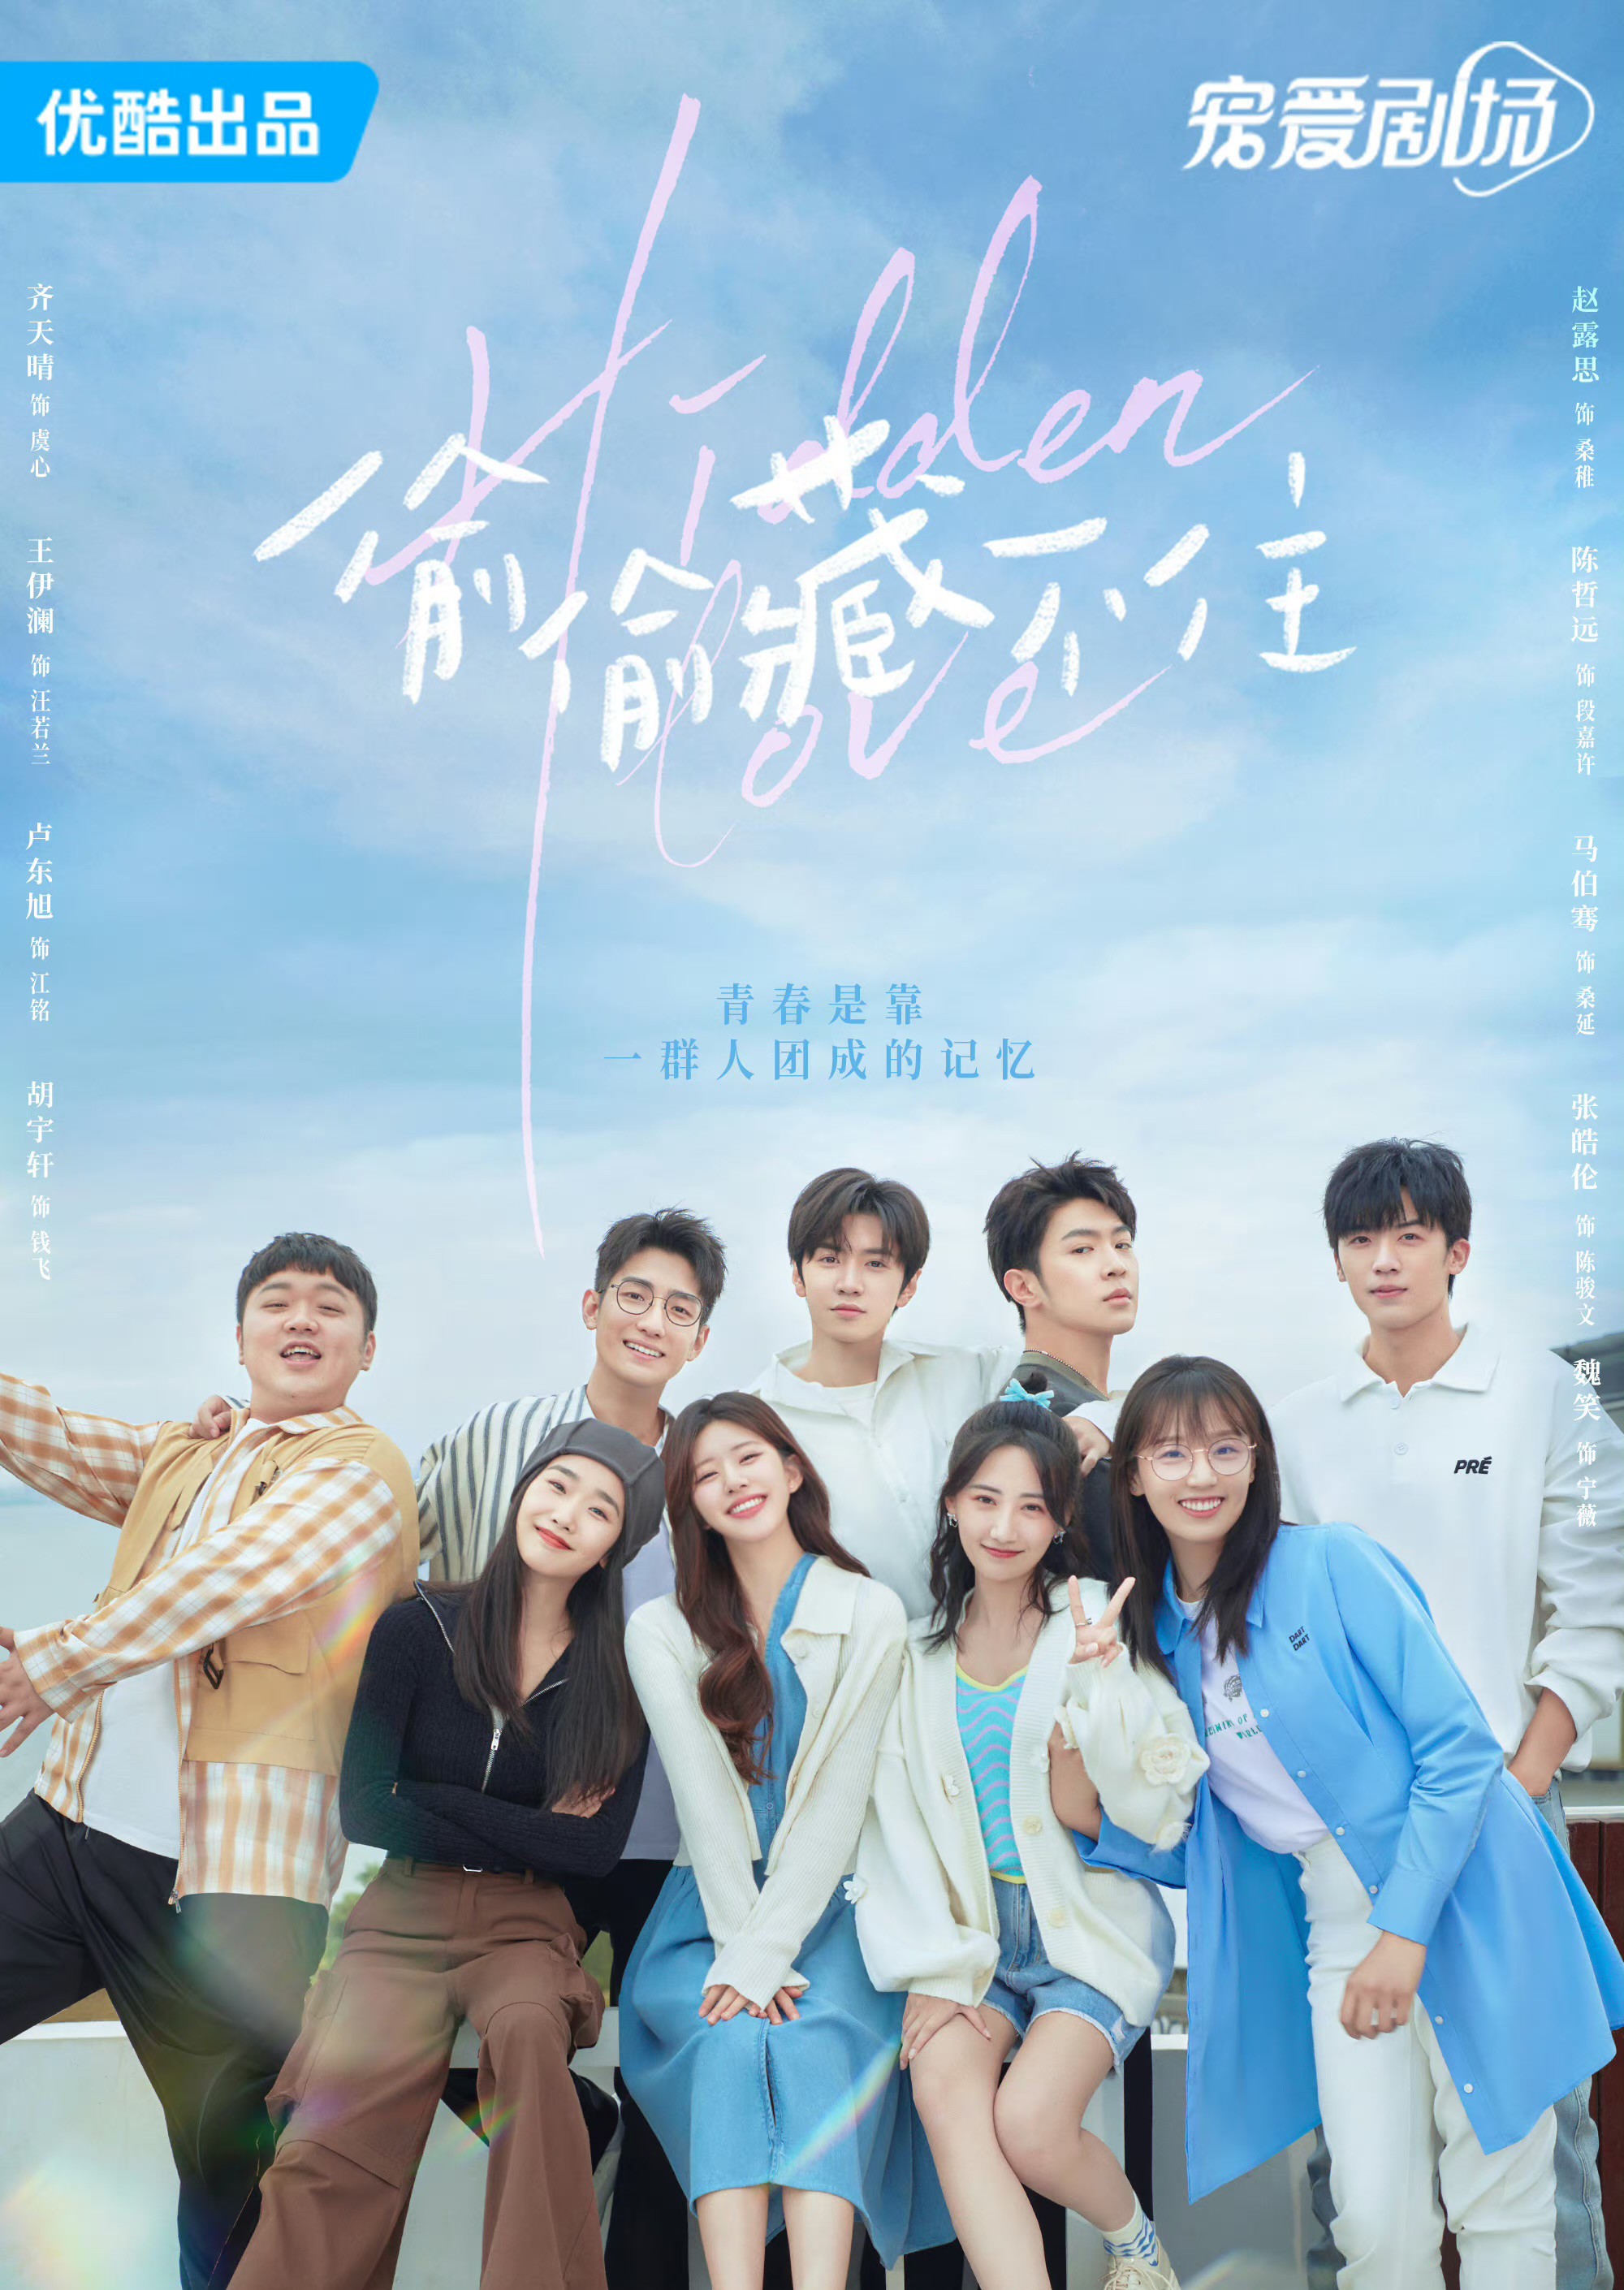 优酷出品
宠爱剧场
Hidden
Love
偷偷藏不住
赵露思 饰 桑稚
陈哲远 饰 段嘉许
马伯骞 饰 桑延
张皓伦 饰 陈骏文
魏笑 饰 宁薇
齐天晴 饰 虞心
王伊澜 饰 汪若兰
卢东旭 饰 江铭
胡宇轩 饰 钱飞
青春是靠
一群人团成的记忆
PRÉ
DART
DART
OF